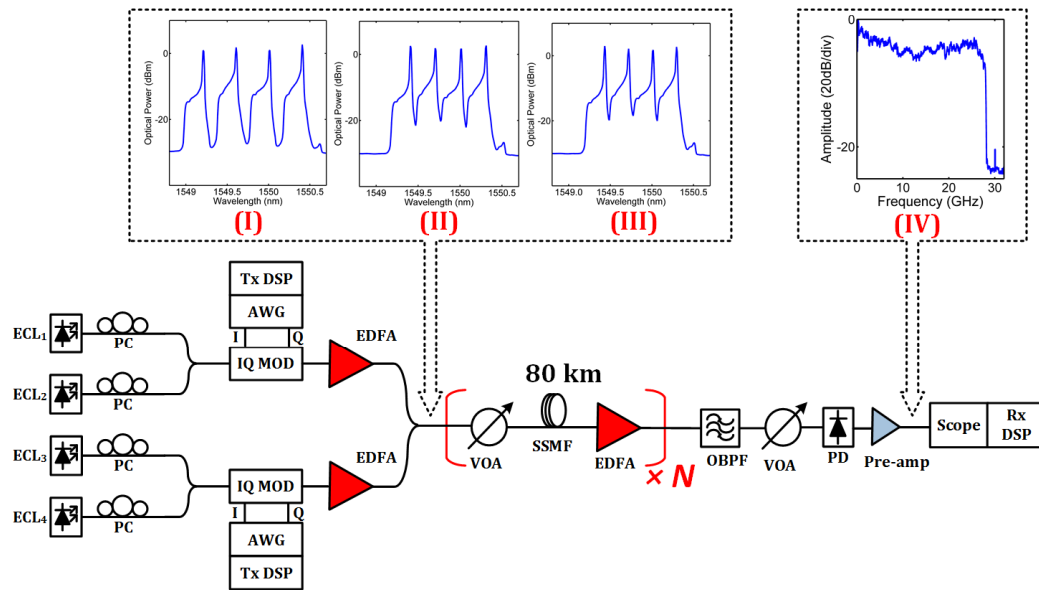 0
-20
Optical Power (dBm)
1549
1549.5
1550
1550.5
Wavelength (nm)
(I)
0
-20
Optical Power (dBm)
1549
1549.5
1550
1550.5
Wavelength (nm)
(II)
0
-20
Optical Power (dBm)
1549.0
1549.5
1550
1550.5
Wavelength (nm)
(III)
0
-20
Amplitude (20dB/div)
0
10
20
30
Frequency (GHz)
(IV)
Tx DSP
AWG
I
Q
IQ MOD
EDFA
ECL₁
PC
ECL₂
PC
ECL₃
PC
ECL₄
PC
IQ MOD
EDFA
I
Q
AWG
Tx DSP
VOA
80 km
SSMF
EDFA
× N
OBPF
VOA
PD
Pre-amp
Scope
Rx
DSP